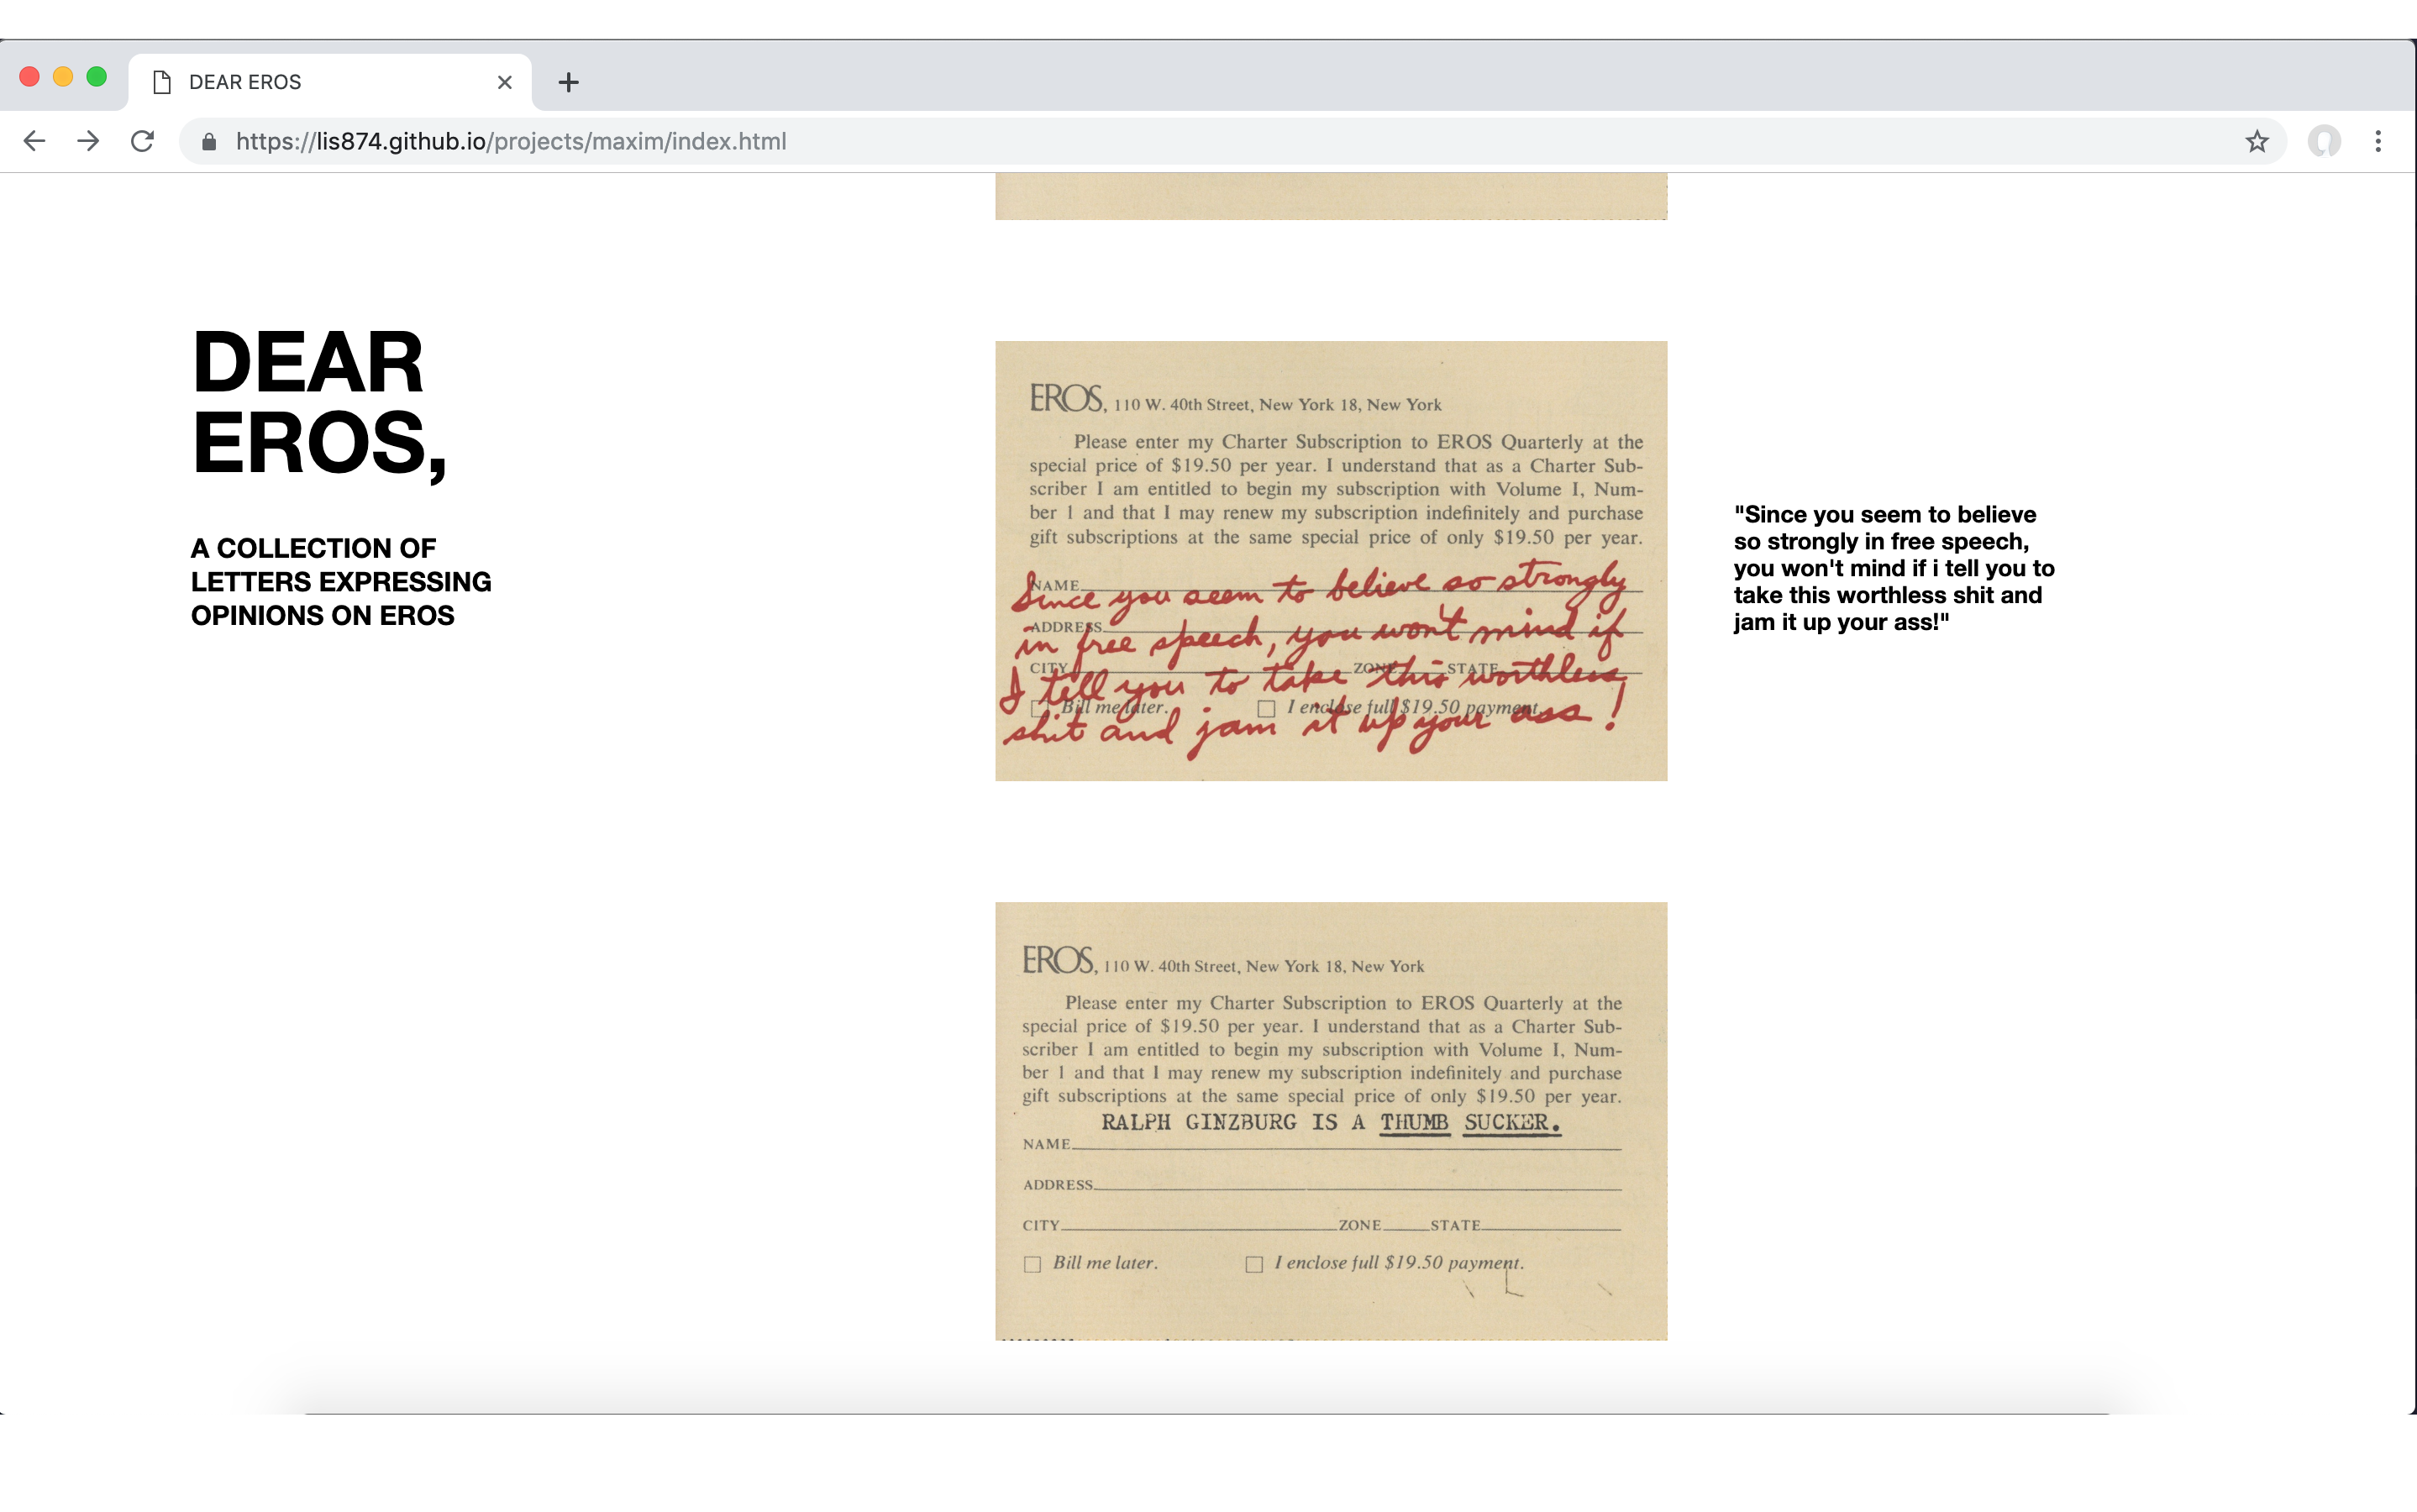 DEAR EROS
https://lis874.github.io/projects/maxim/index.html
DEAR
EROS,
A COLLECTION OF
LETTERS EXPRESSING
OPINIONS ON EROS
EROS, 110 W. 40th Street, New York 18, New York
Please enter my Charter Subscription to EROS Quarterly at the
special price of $19.50 per year. I understand that as a Charter Sub-
scriber I am entitled to begin my subscription with Volume I, Num-
ber 1 and that I may renew my subscription indefinitely and purchase
gift subscriptions at the same special price of only $19.50 per year.
NAME
Since you seem to believe so strongly
ADDRESS
in free speech, you won't mind if
CITY ZONE STATE
I tell you to take this worthless
Bill me later. I enclose full $19.50 payment.
shit and jam it up your ass!
"Since you seem to believe
so strongly in free speech,
you won't mind if i tell you to
take this worthless shit and
jam it up your ass!"
EROS, 110 W. 40th Street, New York 18, New York
Please enter my Charter Subscription to EROS Quarterly at the
special price of $19.50 per year. I understand that as a Charter Sub-
scriber I am entitled to begin my subscription with Volume I, Num-
ber 1 and that I may renew my subscription indefinitely and purchase
gift subscriptions at the same special price of only $19.50 per year.
RALPH GINZBURG IS A THUMB SUCKER.
NAME
ADDRESS
CITY ZONE STATE
Bill me later. I enclose full $19.50 payment.